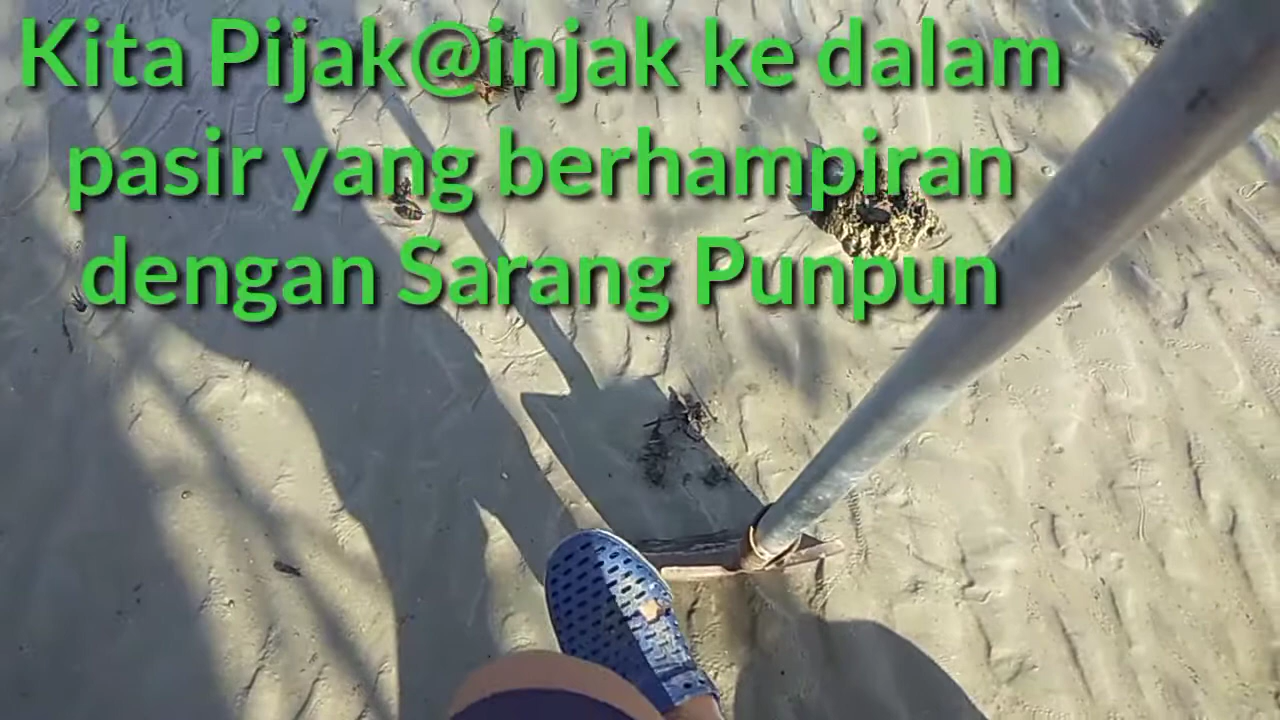 Kita Pijak@injak ke dalam
pasir yang berhampiran
dengan Sarang Punpun